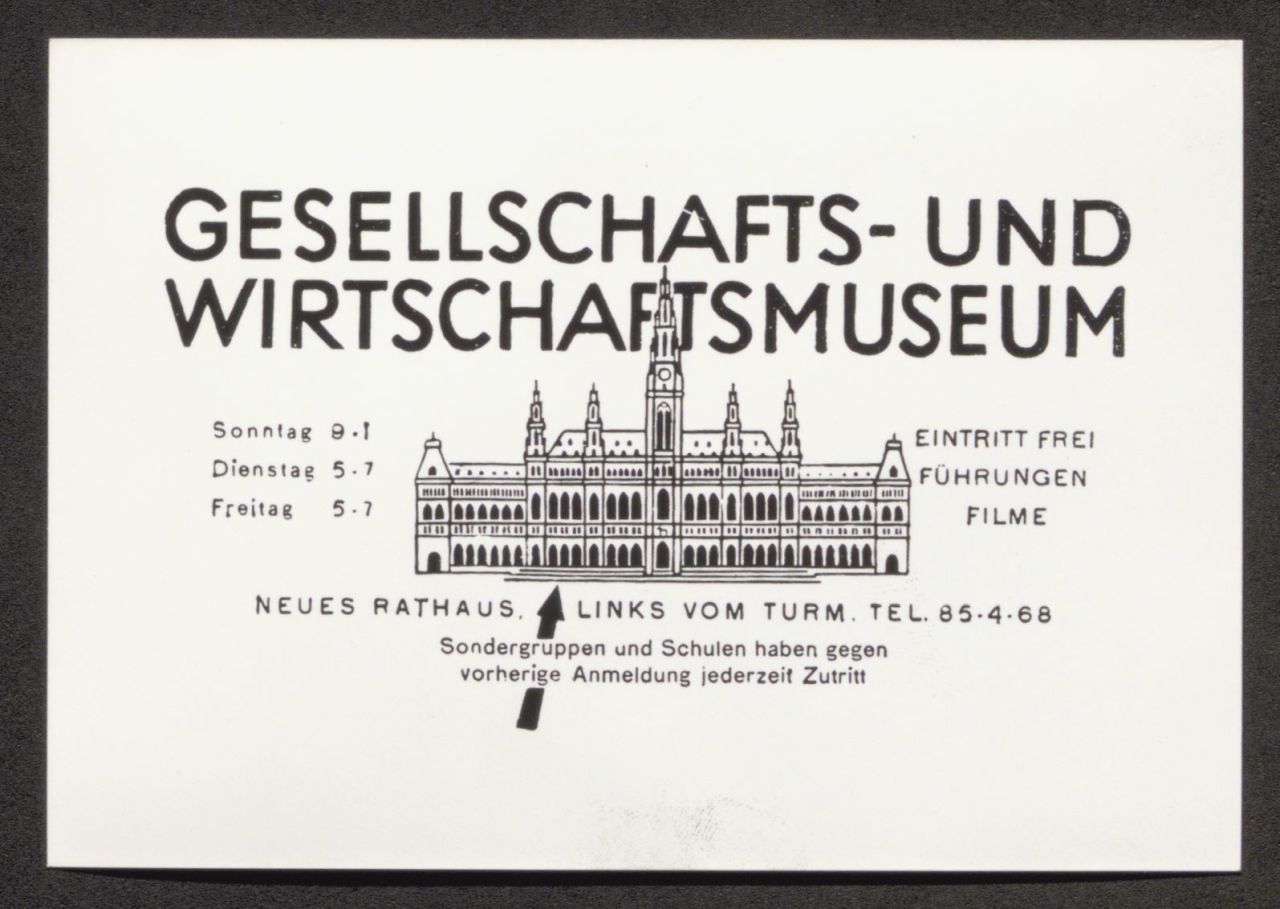 GESELLSCHAFTS- UND
WIRTSCHAFTSMUSEUM
Sonntag 9-1
Dienstag 5-7
Freitag 5-7
EINTRITT FREI
FÜHRUNGEN
FILME
NEUES RATHAUS, LINKS VOM TURM. TEL. 85-4-68
Sondergruppen und Schulen haben gegen
vorherige Anmeldung jederzeit Zutritt